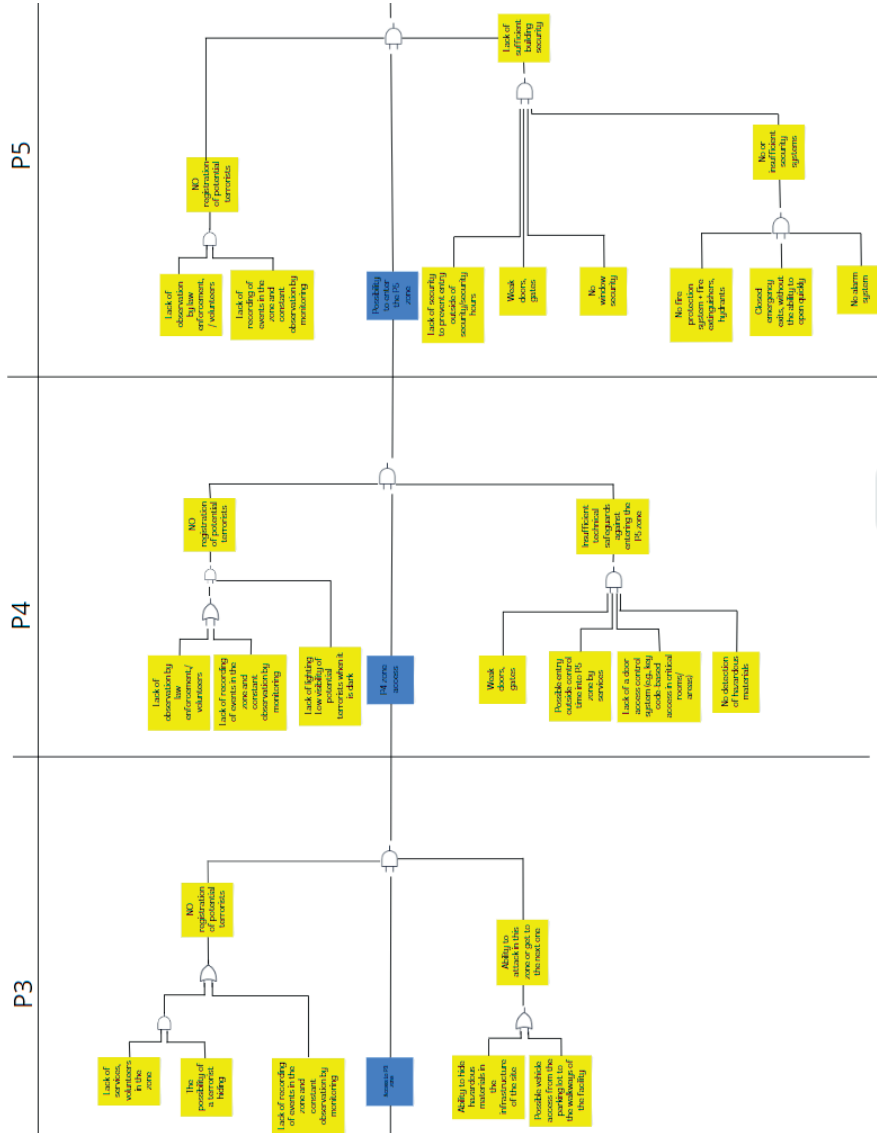 P5
NO
registration
of potential
terrorists
Lack of
observation
by law
enforcement,
/ volunteers
Lack of
recording of
events in the
zone and
constant
observation by
monitoring
Possibility
to enter
the P5
zone
Lack of
sufficient
building
security
Lack of security
to prevent entry
outside of
security/security
hours
Weak
doors,
gates
No
window
security
No or
insufficient
security
systems
No fire
protection
system + fire
extinguishers,
hydrants
Closed
emergency
exits, without
the ability to
open quickly
No alarm
system
P4
NO
registration
of potential
terrorists
Lack of
observation by
law
enforcement,/
volunteers
Lack of recording
of events in the
zone and
constant
observation by
monitoring
Lack of lighting
Low visibility of
potential
terrorists when it
is dark
P4 zone
access
Insufficient
technical
safeguards
against
entering the
P5 zone
Weak
doors,
gates
Possible entry
outside control
time into P5
zone by
services
Lack of a door
access control
system (e.g., key
code-based
access in critical
rooms/
areas)
No detection
of hazardous
materials
P3
NO
registration
of potential
terrorists
Lack of
services,
volunteers
in the
zone
The
possibility of
a terrorist
hiding
Lack of recording
of events in the
zone and
constant
observation by
monitoring
Access to P3
zone
Ability to
attack in this
zone or get to
the next one
Ability to hide
hazardous
materials in
the
infrastructure
of the site
Possible vehicle
access from the
parking lot to
the walkways of
the facility